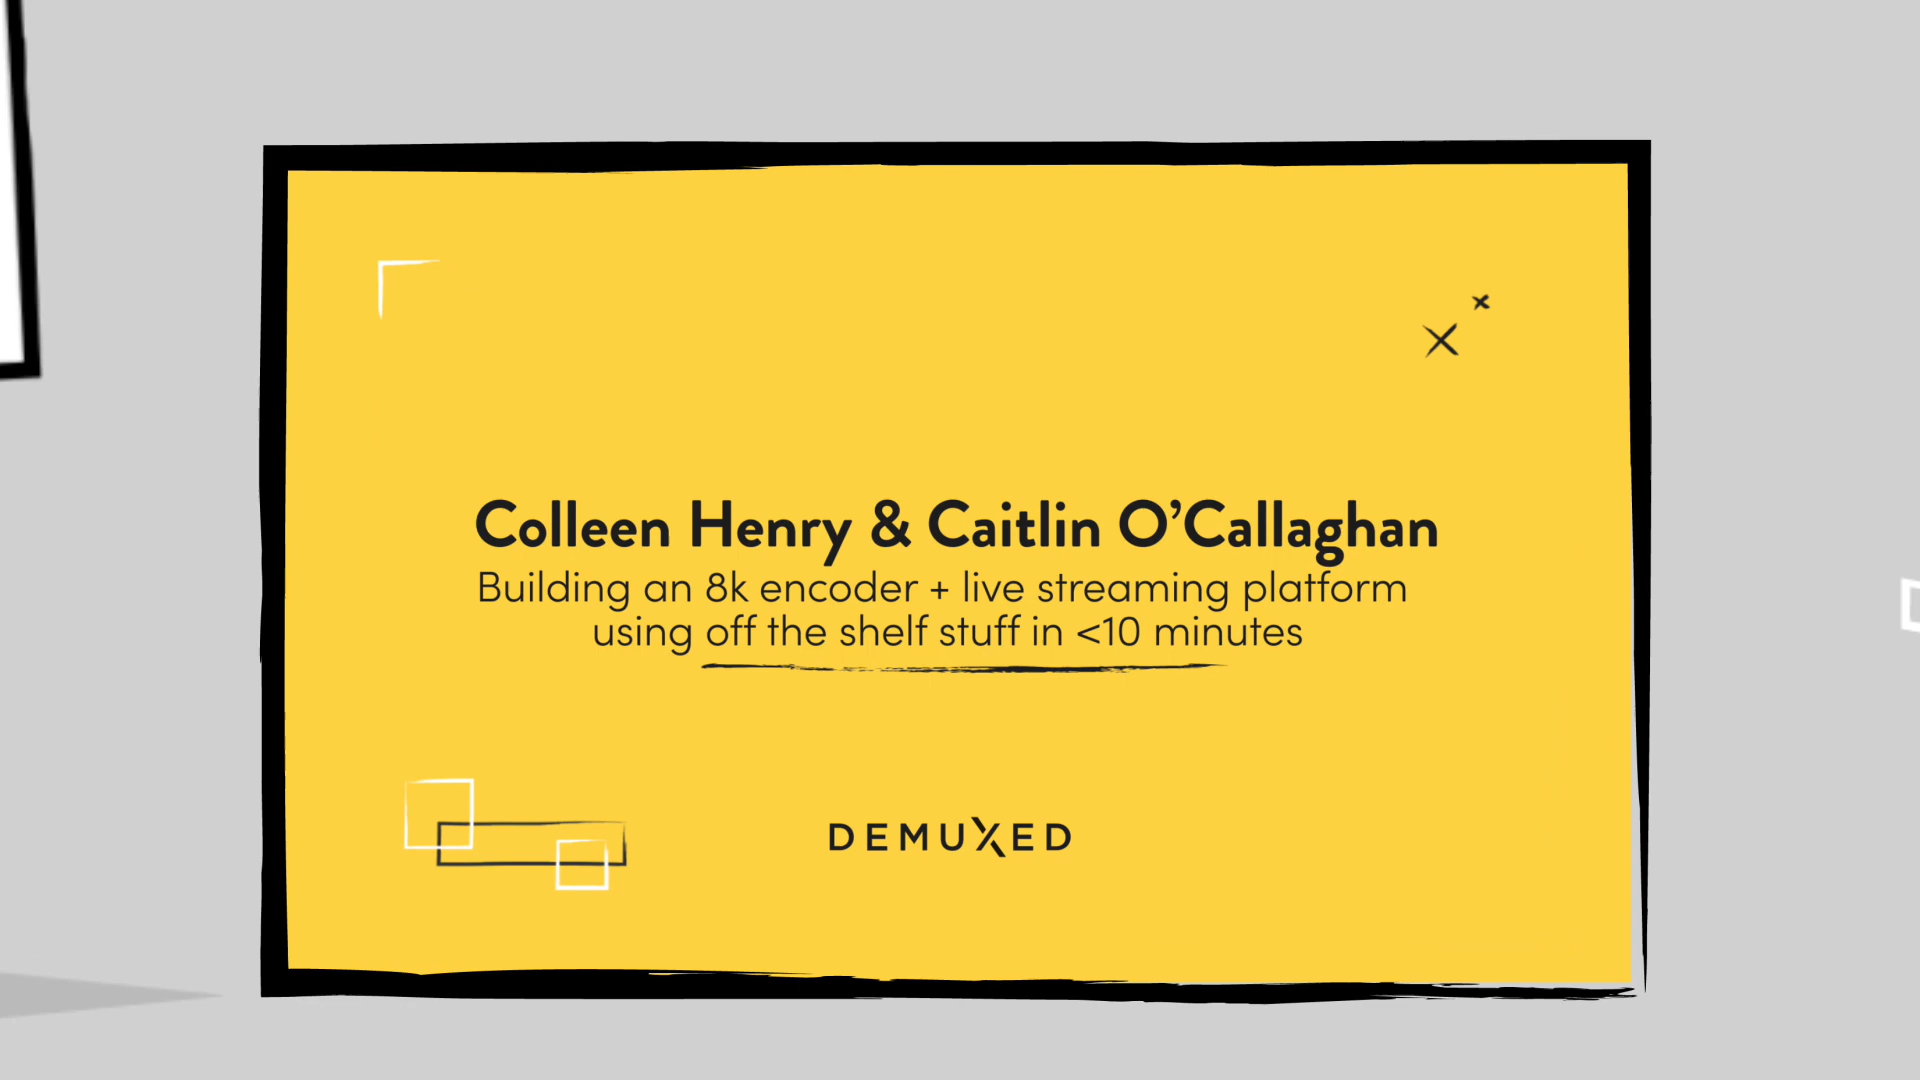 Colleen Henry & Caitlin O’Callaghan
Building an 8k encoder + live streaming platform
using off the shelf stuff in <10 minutes
DEMUXED